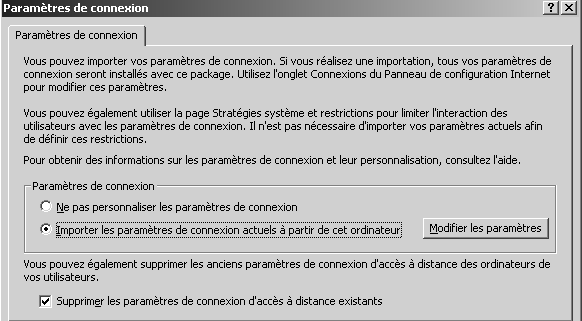 Paramètres de connexion
Paramètres de connexion
Vous pouvez importer vos paramètres de connexion. Si vous réalisez une importation, tous vos paramètres de
connexion seront installés avec ce package. Utilisez l'onglet Connexions du Panneau de configuration Internet
pour modifier ces paramètres.
Vous pouvez également utiliser la page Stratégies système et restrictions pour limiter l'interaction des
utilisateurs avec les paramètres de connexion. Il n'est pas nécessaire d'importer vos paramètres actuels afin
de définir ces restrictions.
Pour obtenir des informations sur les paramètres de connexion et leur personnalisation, consultez l'aide.
Paramètres de connexion
Ne pas personnaliser les paramètres de connexion
Importer les paramètres de connexion actuels à partir de cet ordinateur
Modifier les paramètres
Vous pouvez également supprimer les anciens paramètres de connexion d'accès à distance des ordinateurs de
vos utilisateurs.
Supprimer les paramètres de connexion d'accès à distance existants